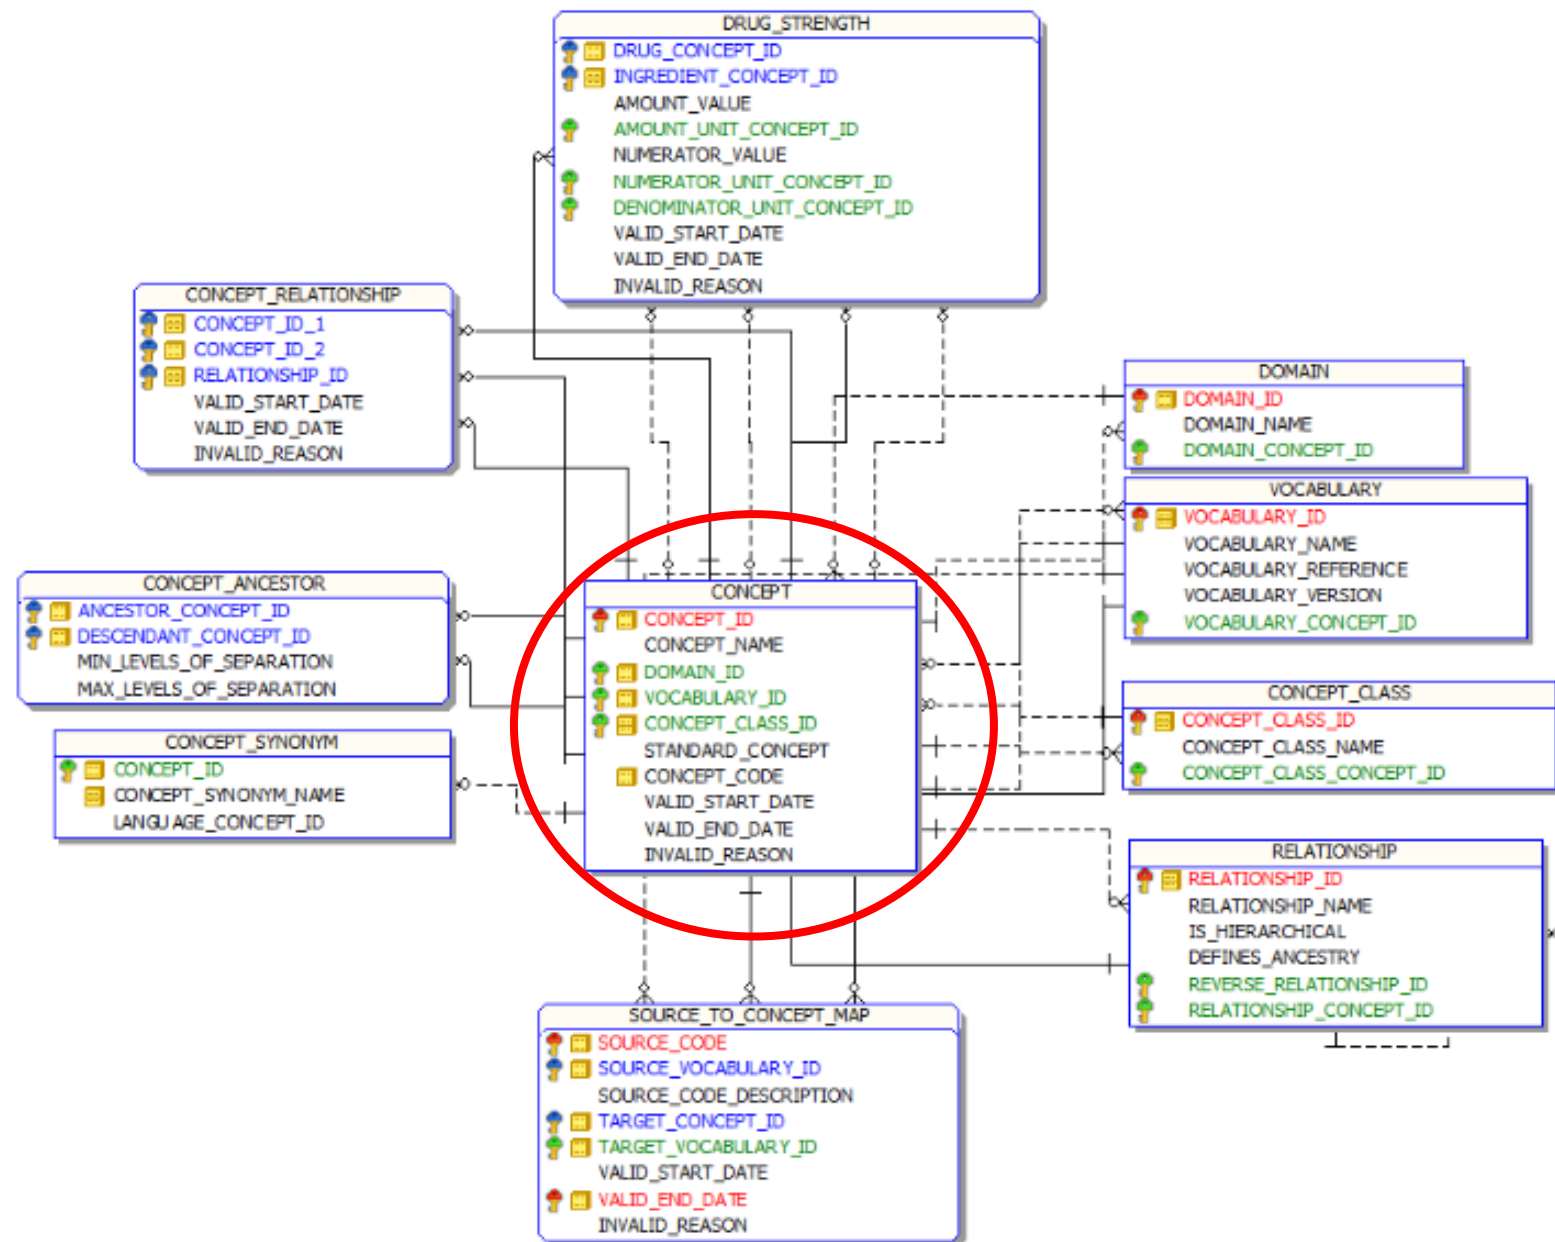 DRUG_STRENGTH
DRUG_CONCEPT_ID
INGREDIENT_CONCEPT_ID
AMOUNT_VALUE
AMOUNT_UNIT_CONCEPT_ID
NUMERATOR_VALUE
NUMERATOR_UNIT_CONCEPT_ID
DENOMINATOR_UNIT_CONCEPT_ID
VALID_START_DATE
VALID_END_DATE
INVALID_REASON
CONCEPT_RELATIONSHIP
CONCEPT_ID_1
CONCEPT_ID_2
RELATIONSHIP_ID
VALID_START_DATE
VALID_END_DATE
INVALID_REASON
DOMAIN
DOMAIN_ID
DOMAIN_NAME
DOMAIN_CONCEPT_ID
VOCABULARY
VOCABULARY_ID
VOCABULARY_NAME
VOCABULARY_REFERENCE
VOCABULARY_VERSION
VOCABULARY_CONCEPT_ID
CONCEPT_ANCESTOR
ANCESTOR_CONCEPT_ID
DESCENDANT_CONCEPT_ID
MIN_LEVELS_OF_SEPARATION
MAX_LEVELS_OF_SEPARATION
CONCEPT
CONCEPT_ID
CONCEPT_NAME
DOMAIN_ID
VOCABULARY_ID
CONCEPT_CLASS_ID
STANDARD_CONCEPT
CONCEPT_CODE
VALID_START_DATE
VALID_END_DATE
INVALID_REASON
CONCEPT_CLASS
CONCEPT_CLASS_ID
CONCEPT_CLASS_NAME
CONCEPT_CLASS_CONCEPT_ID
CONCEPT_SYNONYM
CONCEPT_ID
CONCEPT_SYNONYM_NAME
LANGUAGE_CONCEPT_ID
RELATIONSHIP
RELATIONSHIP_ID
RELATIONSHIP_NAME
IS_HIERARCHICAL
DEFINES_ANCESTRY
REVERSE_RELATIONSHIP_ID
RELATIONSHIP_CONCEPT_ID
SOURCE_TO_CONCEPT_MAP
SOURCE_CODE
SOURCE_VOCABULARY_ID
SOURCE_CODE_DESCRIPTION
TARGET_CONCEPT_ID
TARGET_VOCABULARY_ID
VALID_START_DATE
VALID_END_DATE
INVALID_REASON